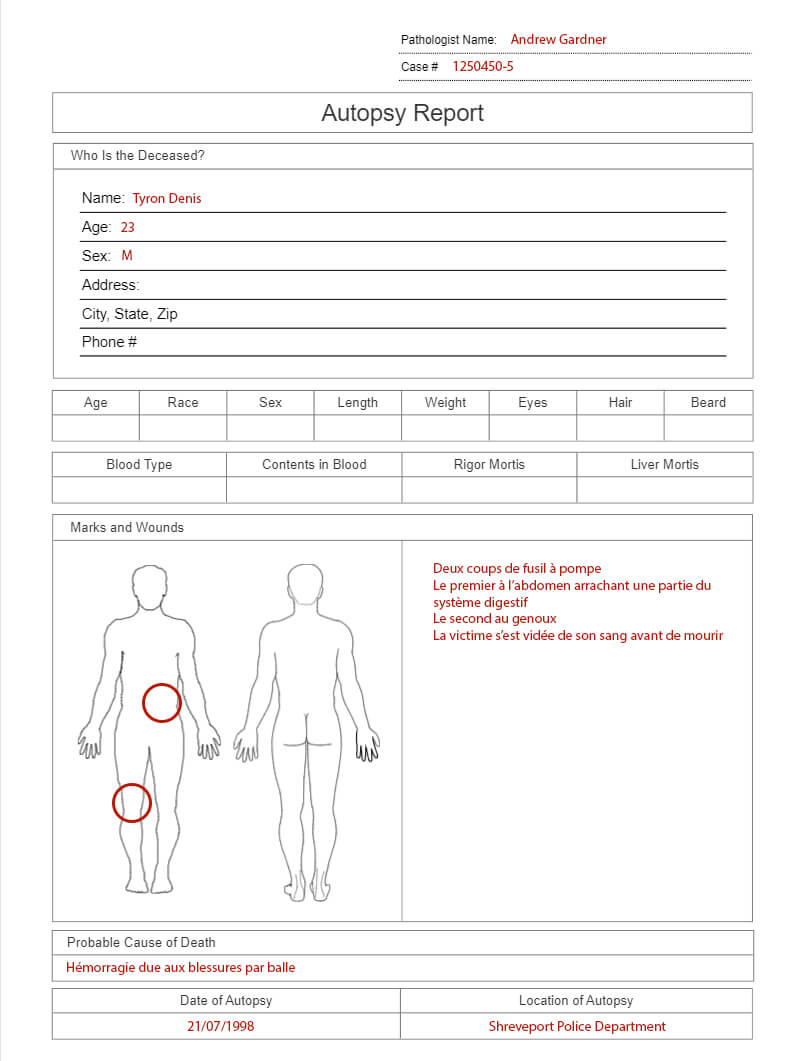 Pathologist Name: Andrew Gardner
Case # 1250450-5
Autopsy Report
Who Is the Deceased?
Name: Tyron Denis
Age: 23
Sex: M
Address:
City, State, Zip
Phone #
Age Race Sex Length Weight Eyes Hair Beard
Blood Type Contents in Blood Rigor Mortis Liver Mortis
Marks and Wounds
Deux coups de fusil à pompe
Le premier à l'abdomen arrachant une partie du
système digestif
Le second au genoux
La victime s'est vidée de son sang avant de mourir
Probable Cause of Death
Hémorragie due aux blessures par balle
Date of Autopsy Location of Autopsy
21/07/1998 Shreveport Police Department